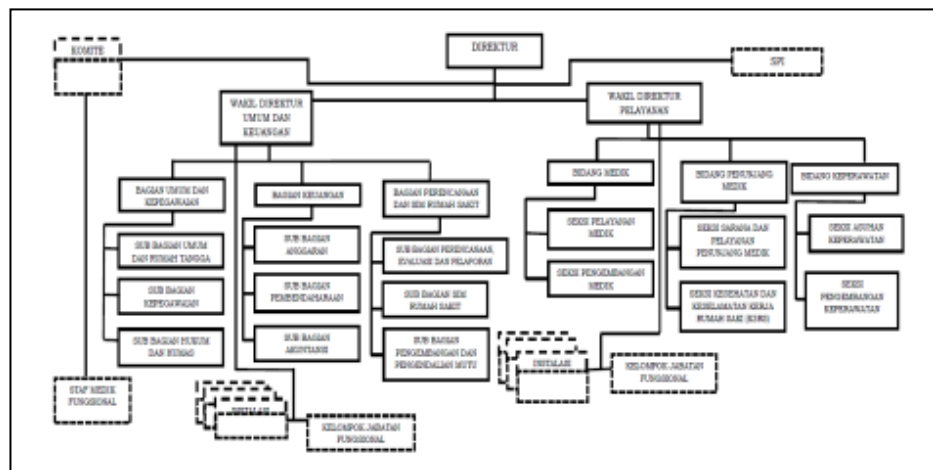 DIREKTUR
KOMITE
SPI
WAKIL DIREKTUR
UMUM DAN
KEUANGAN
WAKIL DIREKTUR
PELAYANAN
BAGIAN UMUM DAN
KEPEGAWAIAN
BAGIAN KEUANGAN
BAGIAN PERENCANAAN
DAN SIM RUMAH SAKIT
BIDANG MEDIK
BIDANG PENUNJANG
MEDIK
BIDANG KEPERAWATAN
SUB BAGIAN UMUM
DAN RUMAH TANGGA
SUB BAGIAN
KEPEGAWAIAN
SUB BAGIAN HUKUM
DAN HUMAS
SUB BAGIAN
ANGGARAN
SUB BAGIAN
PEMBENDAHARAAN
SUB BAGIAN
AKUNTANSI
SUB BAGIAN PERENCANAAN,
EVALUASI DAN PELAPORAN
SUB BAGIAN SIM
RUMAH SAKIT
SUB BAGIAN
PENGEMBANGAN DAN
PENGENDALIAN MUTU
SEKSI PELAYANAN
MEDIK
SEKSI PENGEMBANGAN
MEDIK
SEKSI SARANA DAN
PELAYANAN
PENUNJANG MEDIK
SEKSI KESEHATAN DAN
KESELAMATAN KERJA
RUMAH SAKI (K3RS)
SEKSI ASUHAN
KEPERAWATAN
SEKSI
PENGEMBANGAN
KEPERAWATAN
STAF MEDIK
FUNGSIONAL
INSTALASI
KELOMPOK JABATAN
FUNGSIONAL
INSTALASI
KELOMPOK JABATAN
FUNGSIONAL